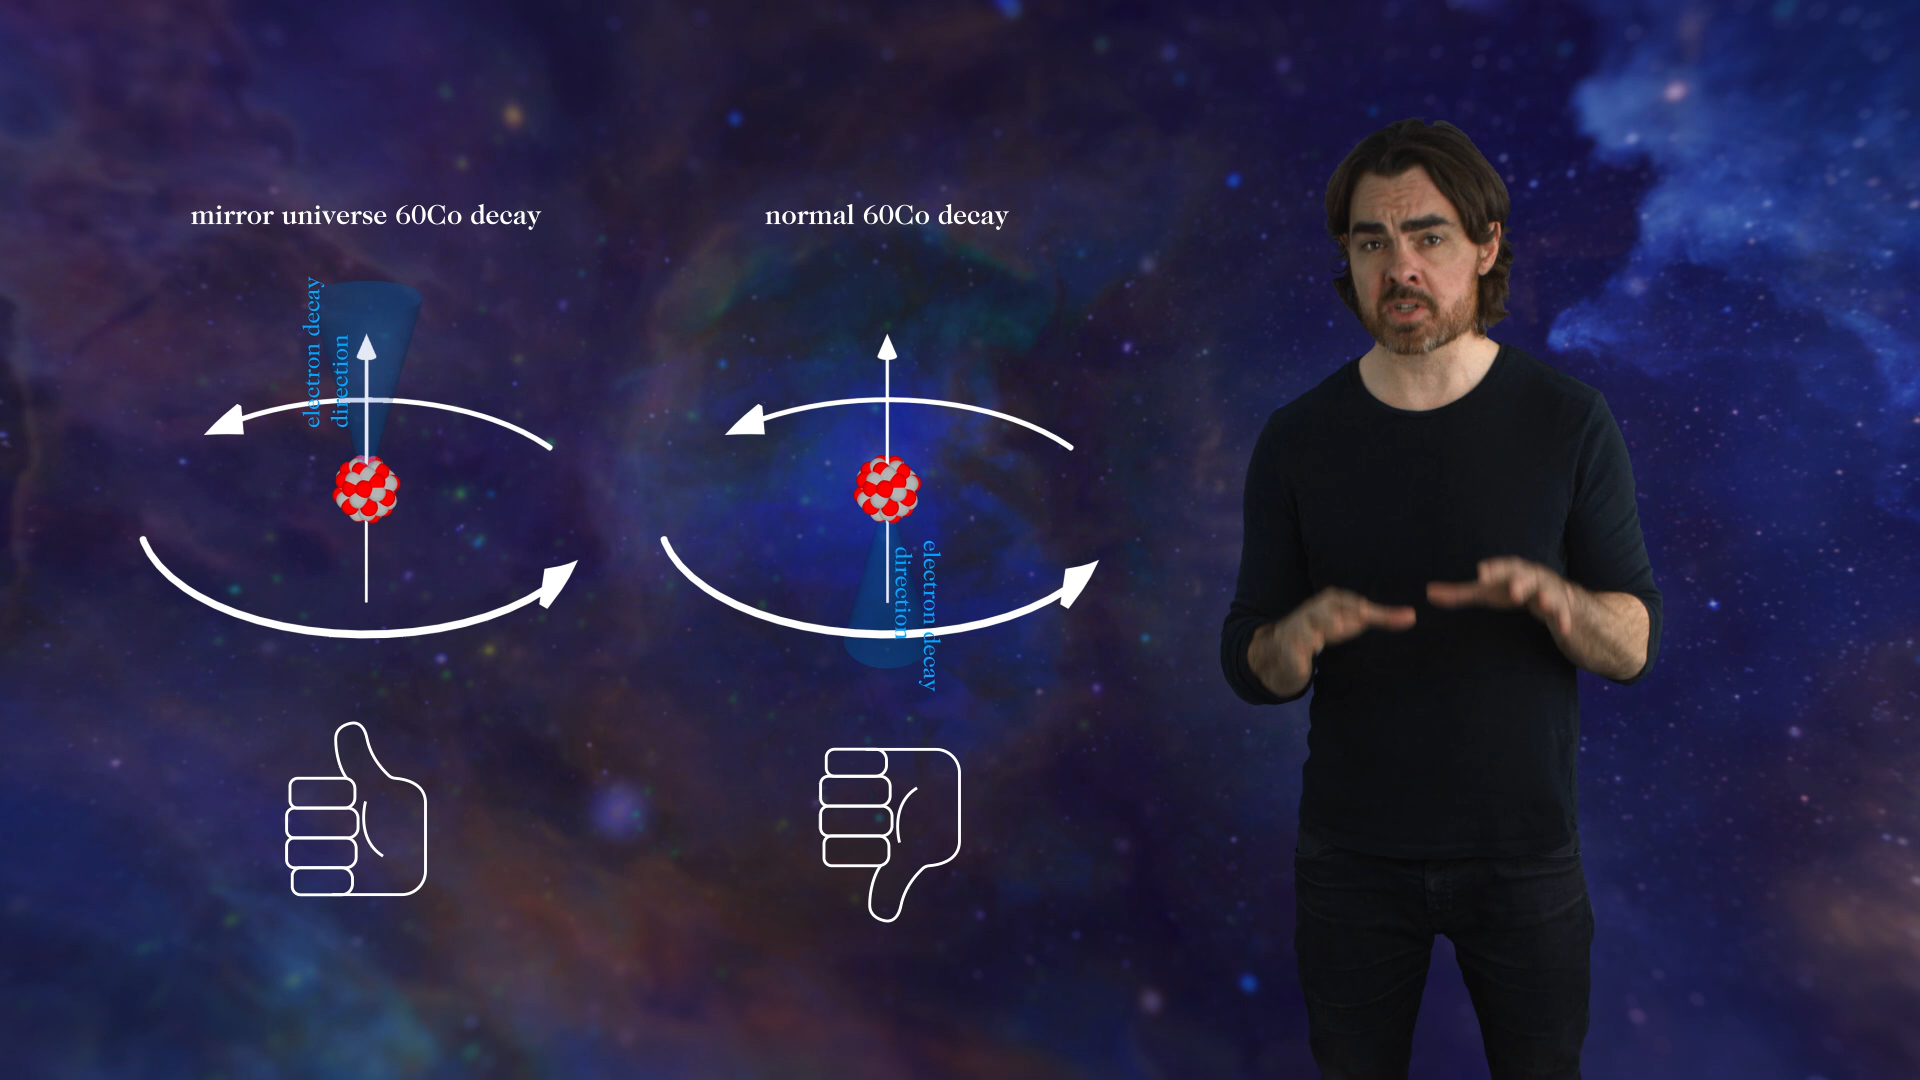 mirror universe 60Co decay
electron decay
direction
normal 60Co decay
electron decay
direction